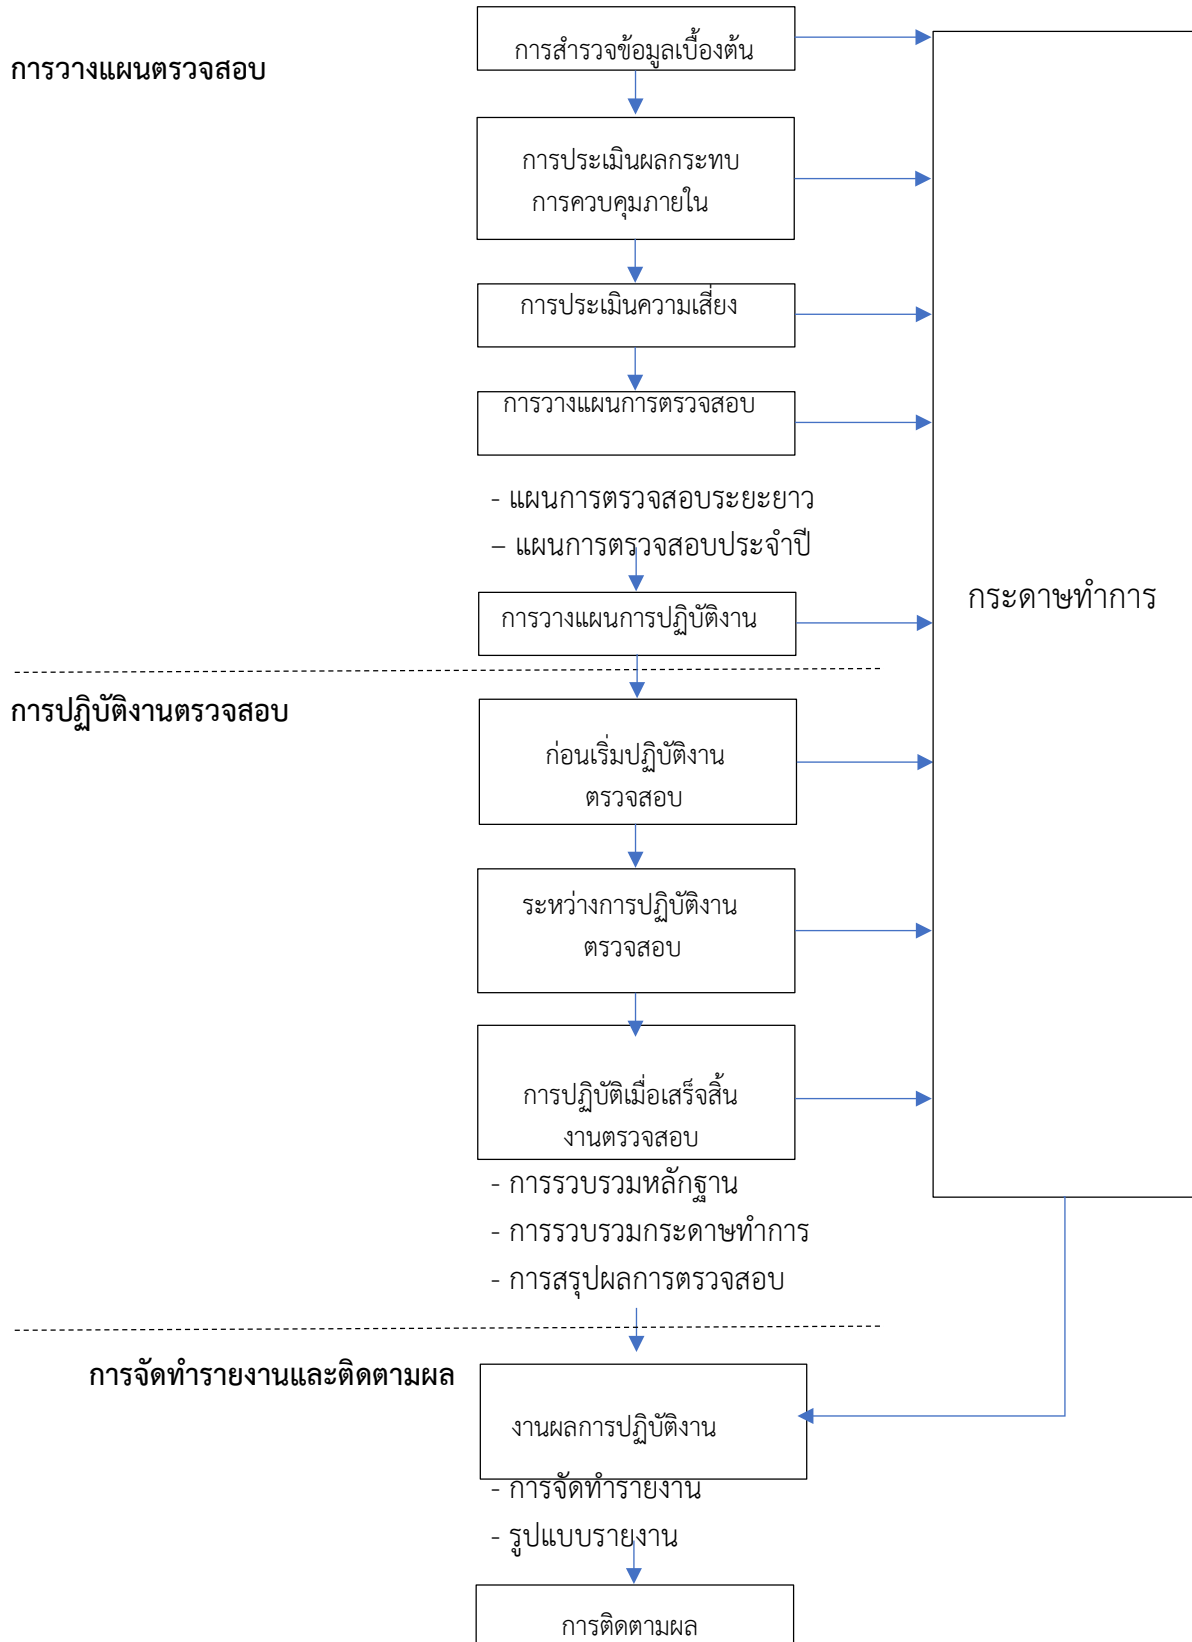 การสำรวจข้อมูลเบื้องต้น
การวางแผนตรวจสอบ
การประเมินผลกระทบ
การควบคุมภายใน
การประเมินความเสี่ยง
การวางแผนการตรวจสอบ
- แผนการตรวจสอบระยะยาว
– แผนการตรวจสอบประจำปี
กระดาษทำการ
การวางแผนการปฏิบัติงาน
การปฏิบัติงานตรวจสอบ
ก่อนเริ่มปฏิบัติงาน
ตรวจสอบ
ระหว่างการปฏิบัติงาน
ตรวจสอบ
การปฏิบัติเมื่อเสร็จสิ้น
งานตรวจสอบ
- การรวบรวมหลักฐาน
- การรวบรวมกระดาษทำการ
- การสรุปผลการตรวจสอบ
การจัดทำรายงานและติดตามผล
งานผลการปฏิบัติงาน
- การจัดทำรายงาน
- รูปแบบรายงาน
การติดตามผล